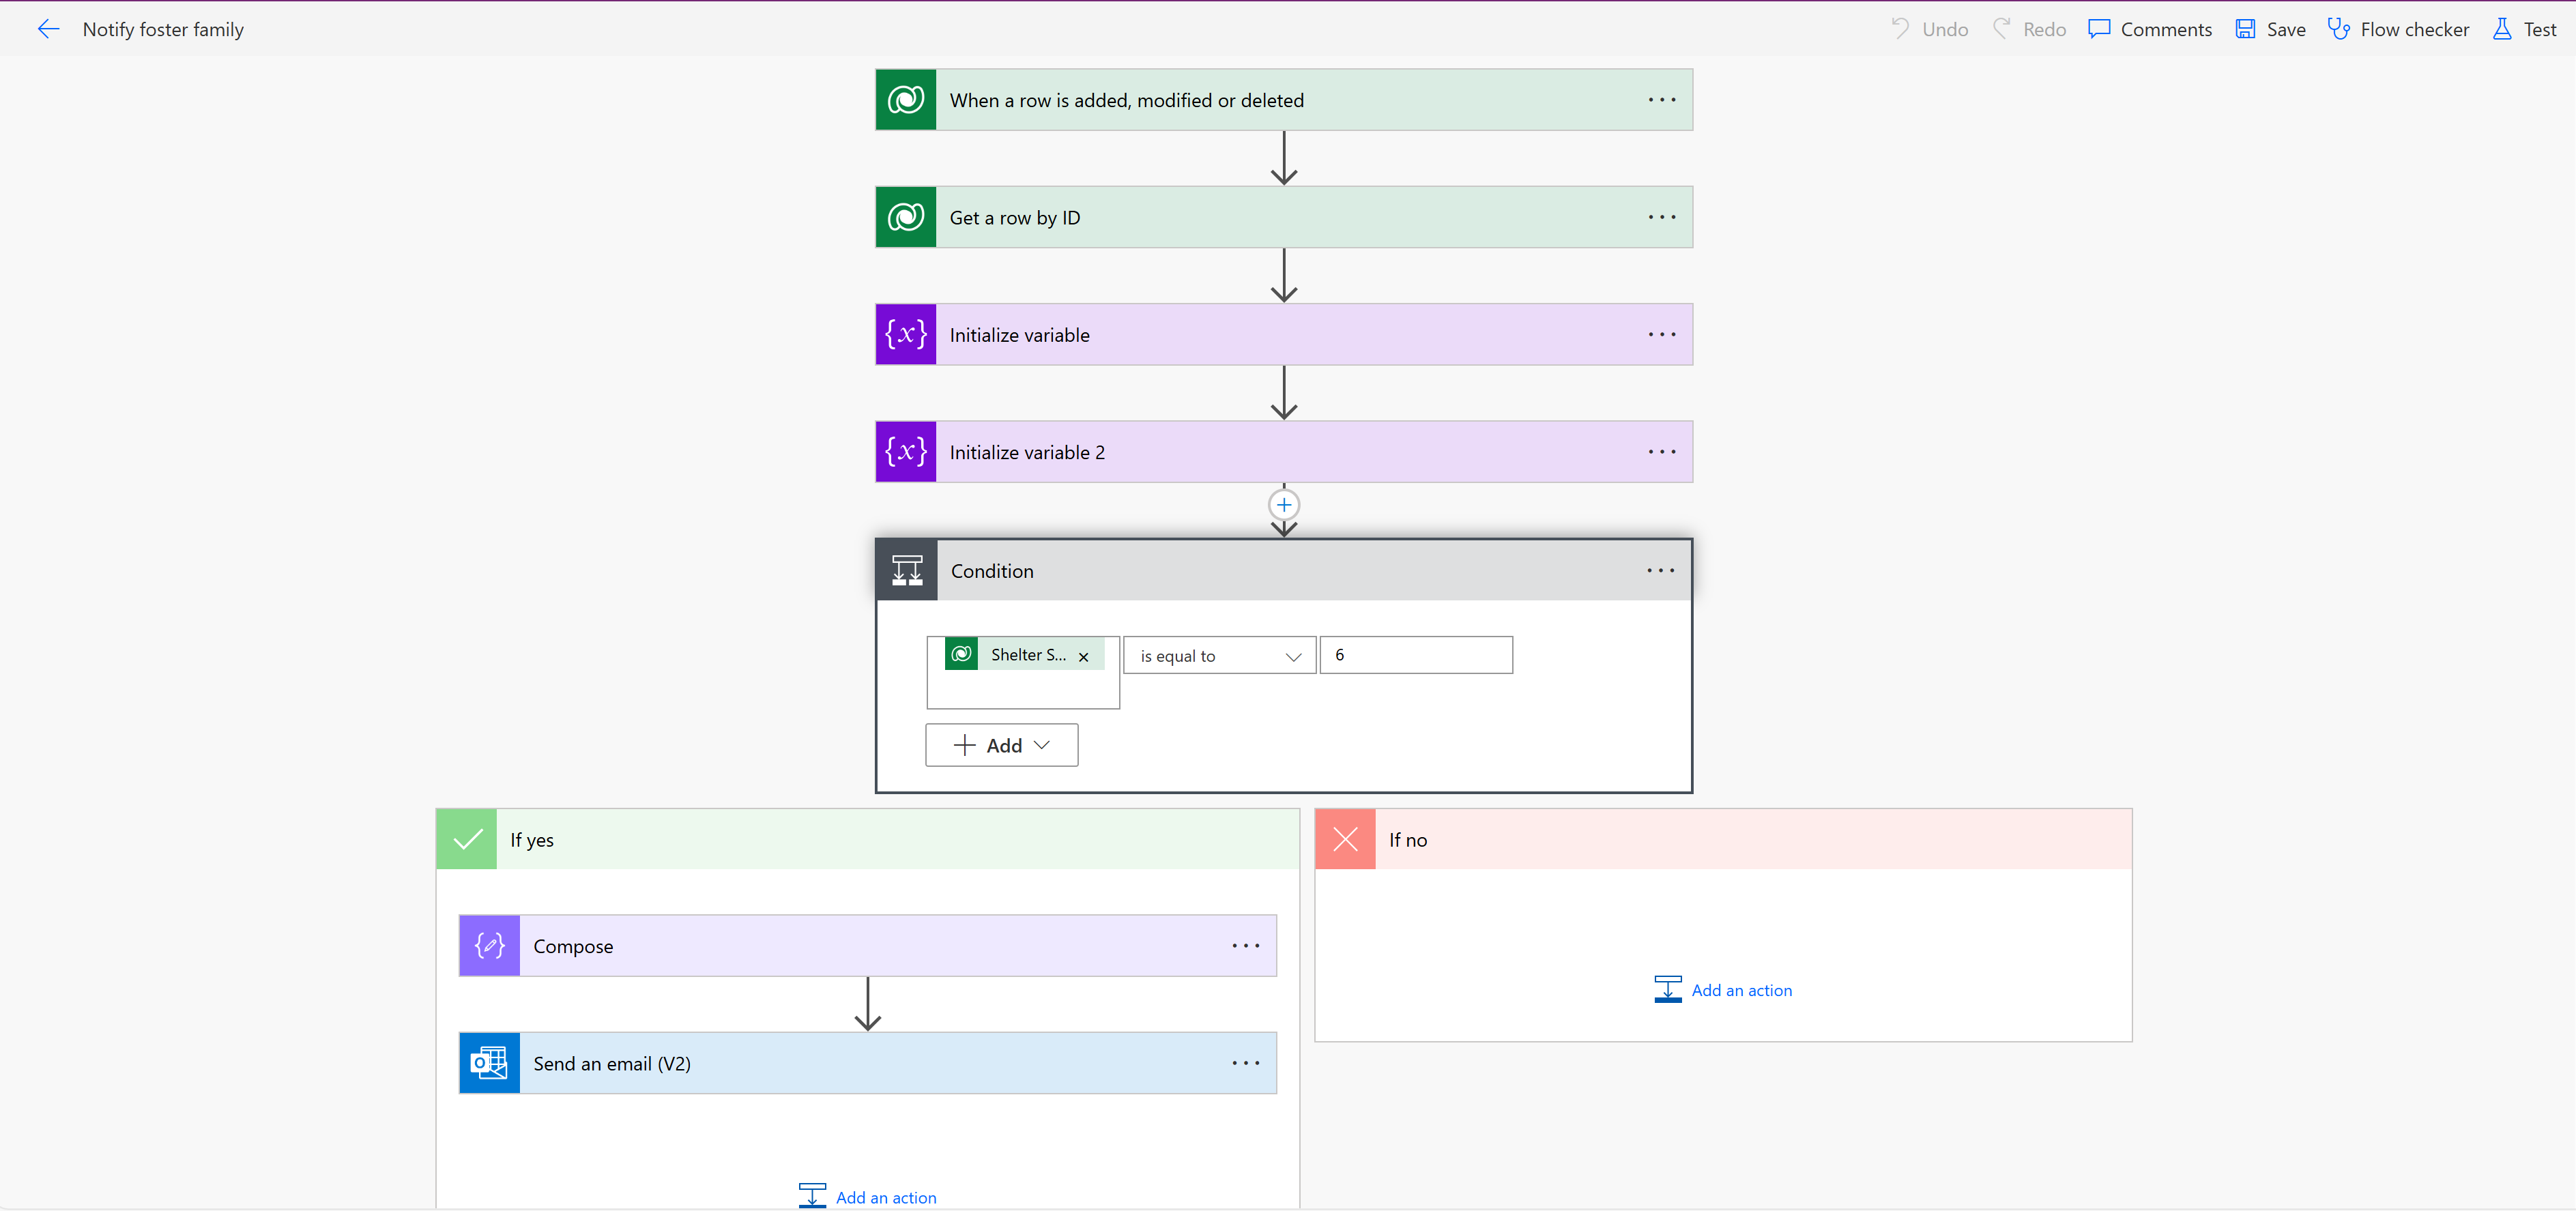 Notify foster family
Undo
Redo
Comments
Save
Flow checker
Test
When a row is added, modified or deleted
Get a row by ID
{x} Initialize variable
{x} Initialize variable 2
Condition
Shelter S...
is equal to
6
Add
If yes
If no
Compose
Add an action
Send an email (V2)
Add an action